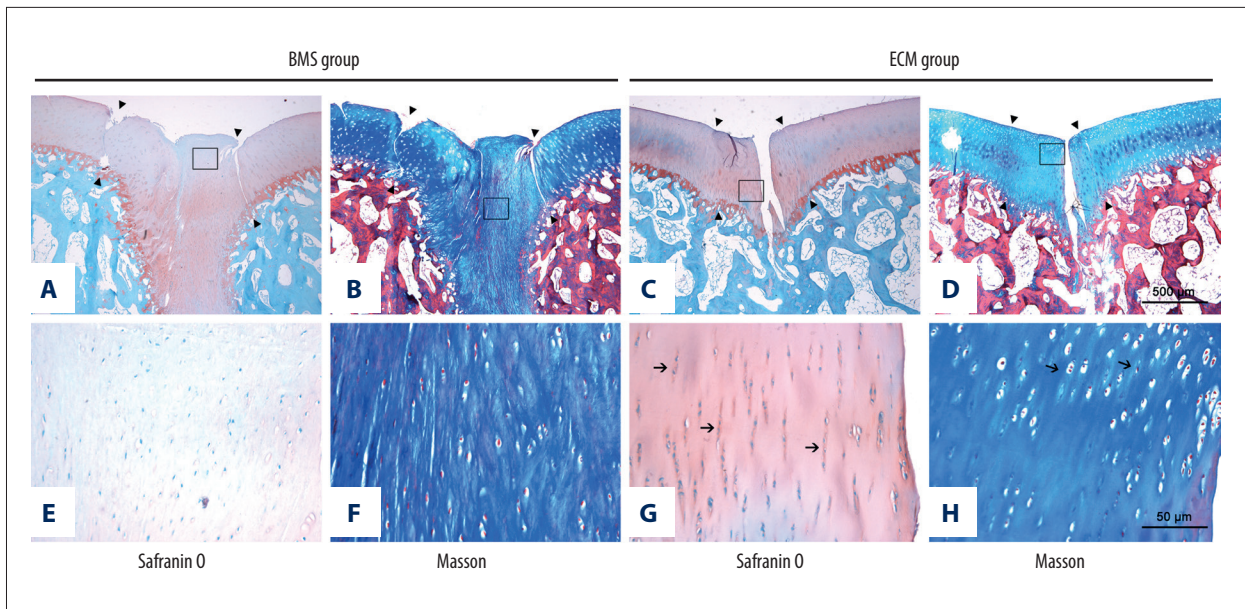 BMS group
ECM group
A
B
C
D
500 µm
E
F
G
H
50 µm
Safranin O
Masson
Safranin O
Masson